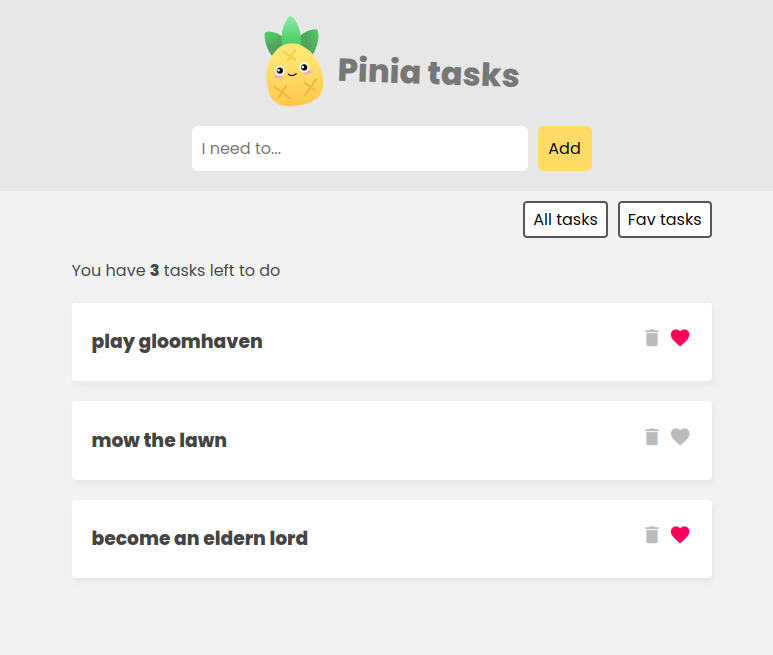 Pinia tasks
I need to...
Add
All tasks
Fav tasks
You have 3 tasks left to do
play gloomhaven
mow the lawn
become an eldern lord